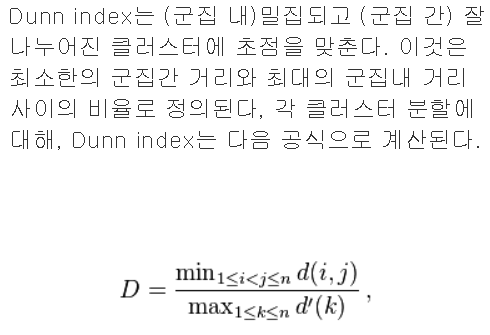 Dunn index는 (군집 내)밀집되고 (군집 간) 잘
나누어진 클러스터에 초점을 맞춘다. 이것은
최소한의 군집간 거리와 최대의 군집내 거리
사이의 비율로 정의된다, 각 클러스터 분할에
대해, Dunn index는 다음 공식으로 계산된다.
D = \frac{\min_{1≤i<j≤n} d(i,j)}{\max_{1≤k≤n} d'(k)} ,